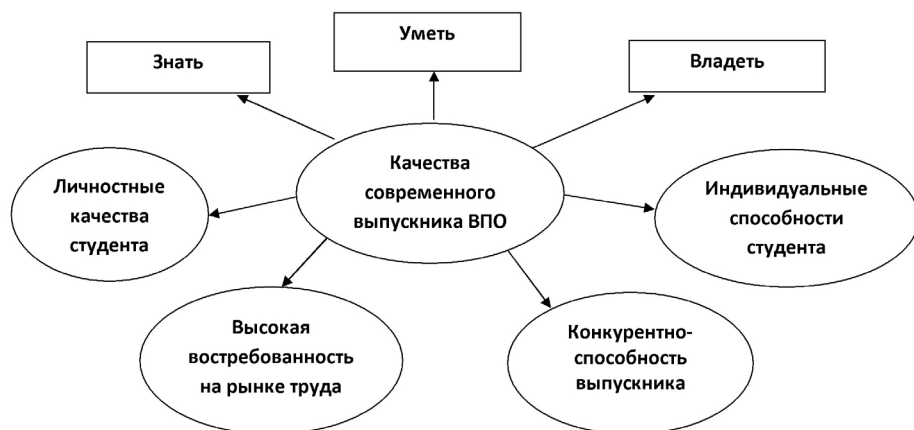 Уметь
Знать
Владеть
Качества
современного
выпускника ВПО
Личностные
качества
студента
Индивидуальные
способности
студента
Высокая
востребованность
на рынке труда
Конкурентно-
способность
выпускника